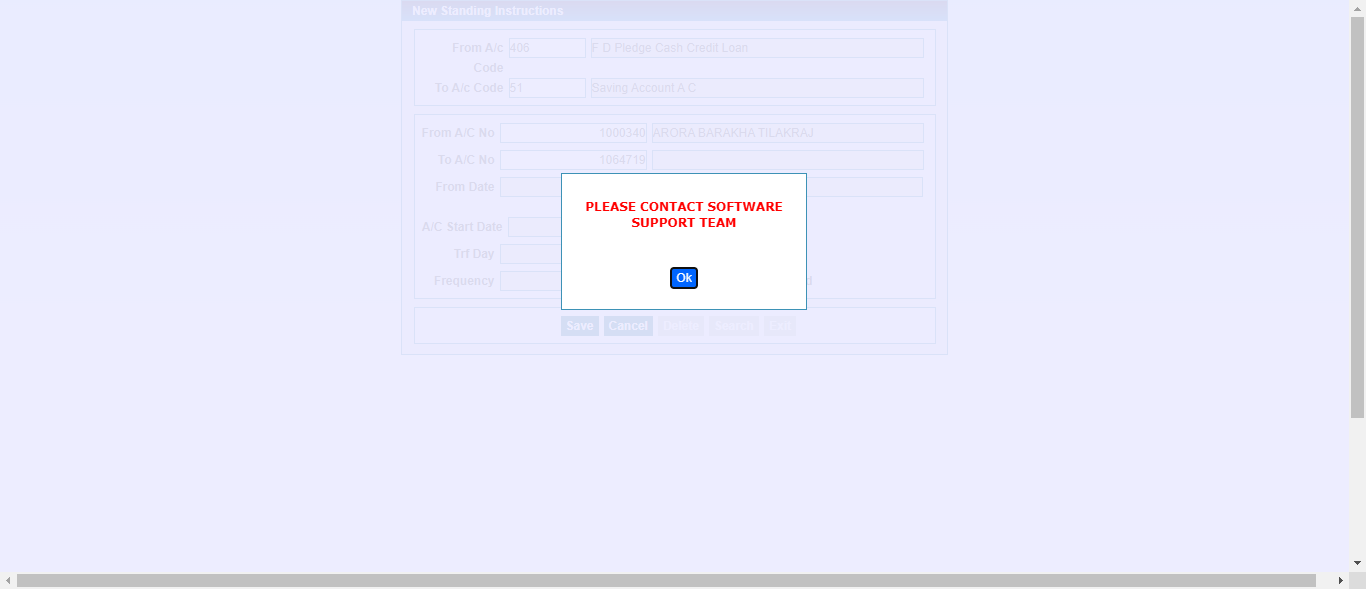 New Standing Instructions
From A/c Code 406 F D Pledge Cash Credit Loan
To A/c Code 51 Saving Account A C
From A/C No 1000340 ARORA BARAKHA TILAKRAJ
To A/C No 1064719
From Date
A/C Start Date
Trf Day
Frequency
PLEASE CONTACT SOFTWARE
SUPPORT TEAM
Ok
Save Cancel Delete Search Exit